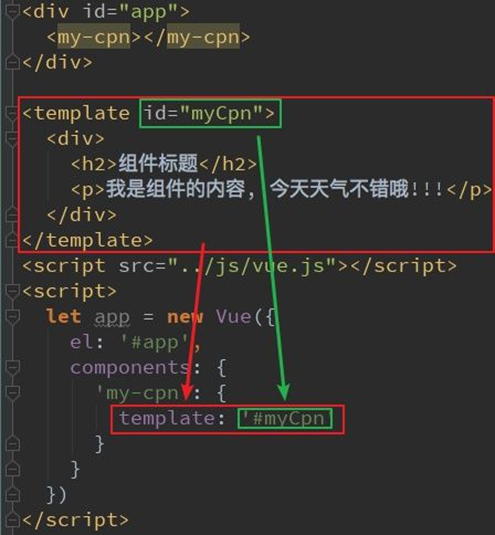 <div id="app">
<my-cpn></my-cpn>
</div>
<template id="myCpn">
<div>
<h2>组件标题</h2>
<p>我是组件的内容, 今天天气不错哦!!!</p>
</div>
</template>
<script src="../js/vue.js"></script>
<script>
let app = new Vue({
el: '#app',
components: {
'my-cpn': {
template: '#myCpn'
}
}
})
</script>